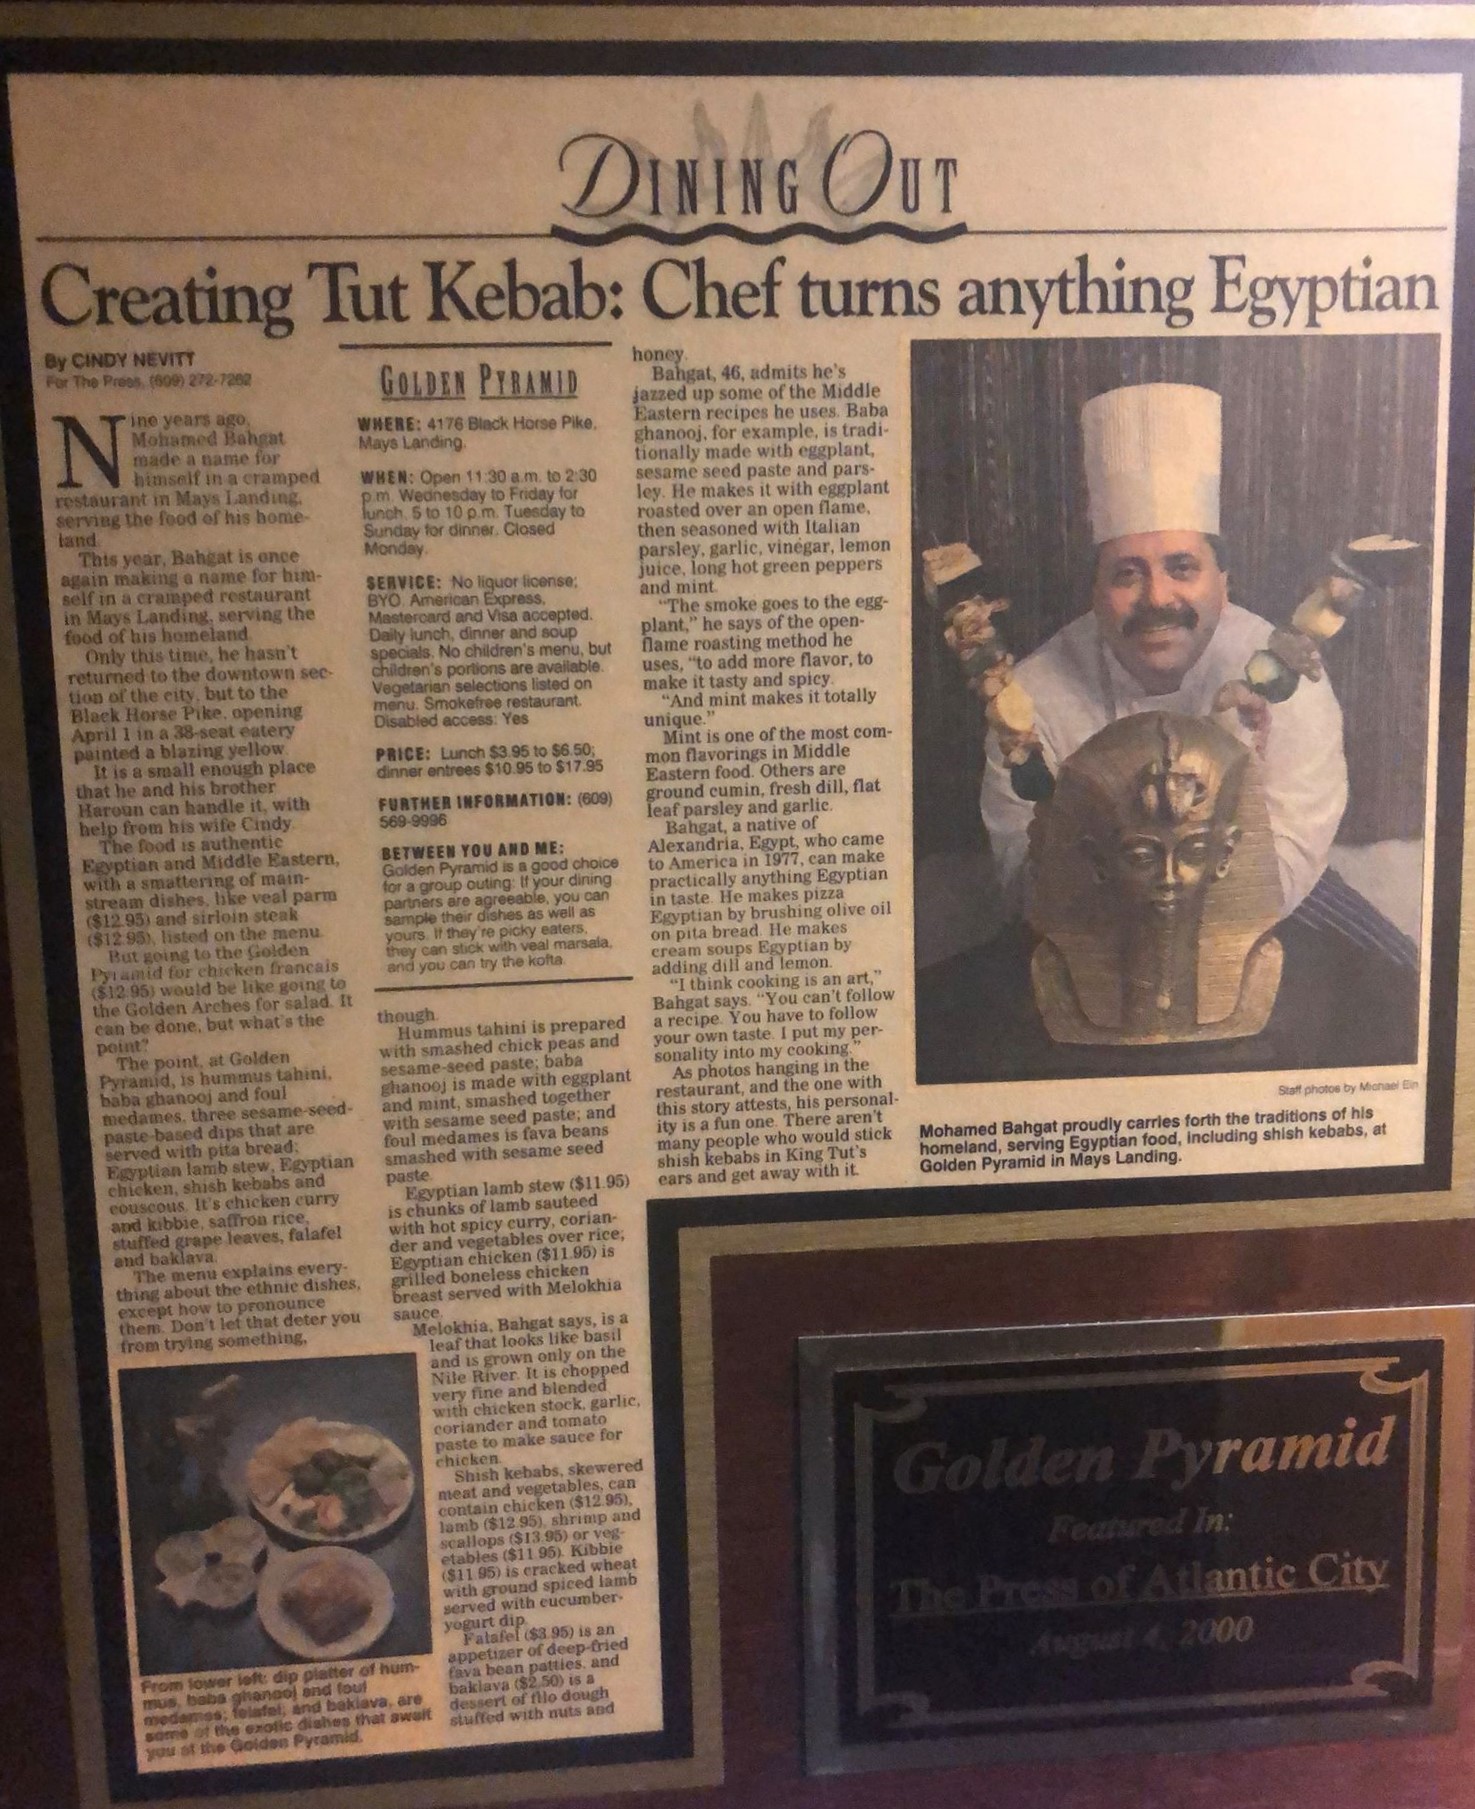 DINING OUT
Creating Tut Kebab: Chef turns anything Egyptian
By CINDY NEVITT
For The Press, (609) 272-7262
Nine years ago,
Mohamed Bahgat
made a name for
himself in a cramped
restaurant in Mays Landing,
serving the food of his home-
land.
This year, Bahgat is once
again making a name for him-
self in a cramped restaurant
in Mays Landing, serving the
food of his homeland.
Only this time, he hasn't
returned to the downtown sec-
tion of the city, but to the
Black Horse Pike, opening
April 1 in a 38-seat eatery
painted a blazing yellow.
It is a small enough place
that he and his brother
Haroun can handle it, with
help from his wife Cindy.
The food is authentic
Egyptian and Middle Eastern,
with a smattering of main-
stream dishes, like veal parm
($12.95) and sirloin steak
($12.95), listed on the menu.
But going to the Golden
Pyramid for chicken francais
($12.95) would be like going to
the Golden Arches for salad. It
can be done, but what's the
point?
The point, at Golden
Pyramid, is hummus tahini,
baba ghanooj and foul
medames, three sesame-seed-
paste-based dips that are
served with pita bread;
Egyptian lamb stew, Egyptian
chicken, shish kebabs and
couscous. It's chicken curry
and kibbie, saffron rice,
stuffed grape leaves, falafel
and baklava.
The menu explains every-
thing about the ethnic dishes,
except how to pronounce
them. Don't let that deter you
from trying something,
From lower left: dip platter of hum-
mus, baba ghanooj and foul
medames; felafel; and baklava, are
some of the exotic dishes that await
you at the Golden Pyramid.
GOLDEN PYRAMID
WHERE: 4176 Black Horse Pike,
Mays Landing.
WHEN: Open 11:30 a.m. to 2:30
p.m. Wednesday to Friday for
lunch, 5 to 10 p.m. Tuesday to
Sunday for dinner. Closed
Monday.
SERVICE: No liquor license;
BYO. American Express,
Mastercard and Visa accepted.
Daily lunch, dinner and soup
specials. No children's menu, but
children's portions are available.
Vegetarian selections listed on
menu. Smokefree restaurant.
Disabled access: Yes
PRICE: Lunch $3.95 to $6.50;
dinner entrees $10.95 to $17.95
FURTHER INFORMATION: (609)
569-9996
BETWEEN YOU AND ME:
Golden Pyramid is a good choice
for a group outing: If your dining
partners are agreeable, you can
sample their dishes as well as
yours. If they're picky eaters,
they can stick with veal marsala,
and you can try the kofta.
though.
Hummus tahini is prepared
with smashed chick peas and
sesame-seed paste; baba
ghanooj is made with eggplant
and mint, smashed together
with sesame seed paste; and
foul medames is fava beans
smashed with sesame seed
paste.
Egyptian lamb stew ($11.95)
is chunks of lamb sauteed
with hot spicy curry, corian-
der and vegetables over rice;
Egyptian chicken ($11.95) is
grilled boneless chicken
breast served with Melokhia
sauce.
Melokhia, Bahgat says, is a
leaf that looks like basil
and is grown only on the
Nile River. It is chopped
very fine and blended
with chicken stock, garlic,
coriander and tomato
paste to make sauce for
chicken.
Shish kebabs, skewered
meat and vegetables, can
contain chicken ($12.95),
lamb ($12.95), shrimp and
scallops ($13.95) or veg-
etables ($11.95). Kibbie
($11.95) is cracked wheat
with ground spiced lamb
served with cucumber-
yogurt dip.
Falafel ($3.95) is an
appetizer of deep-fried
fava bean patties, and
baklava ($2.50) is a
dessert of filo dough
stuffed with nuts and
honey.
Bahgat, 46, admits he's
jazzed up some of the Middle
Eastern recipes he uses. Baba
ghanooj, for example, is tradi-
tionally made with eggplant,
sesame seed paste and pars-
ley. He makes it with eggplant
roasted over an open flame,
then seasoned with Italian
parsley, garlic, vinegar, lemon
juice, long hot green peppers
and mint.
"The smoke goes to the egg-
plant," he says of the open-
flame roasting method he
uses, "to add more flavor, to
make it tasty and spicy.
"And mint makes it totally
unique."
Mint is one of the most com-
mon flavorings in Middle
Eastern food. Others are
ground cumin, fresh dill, flat
leaf parsley and garlic.
Bahgat, a native of
Alexandria, Egypt, who came
to America in 1977, can make
practically anything Egyptian
in taste. He makes pizza
Egyptian by brushing olive oil
on pita bread. He makes
cream soups Egyptian by
adding dill and lemon.
"I think cooking is an art,"
Bahgat says. "You can't follow
a recipe. You have to follow
your own taste. I put my per-
sonality into my cooking."
As photos hanging in the
restaurant, and the one with
this story attests, his personal-
ity is a fun one. There aren't
many people who would stick
shish kebabs in King Tut's
ears and get away with it.
Staff photos by Michael Ein
Mohamed Bahgat proudly carries forth the traditions of his
homeland, serving Egyptian food, including shish kebabs, at
Golden Pyramid in Mays Landing.
Golden Pyramid
Featured In:
The Press of Atlantic City
August 4, 2000